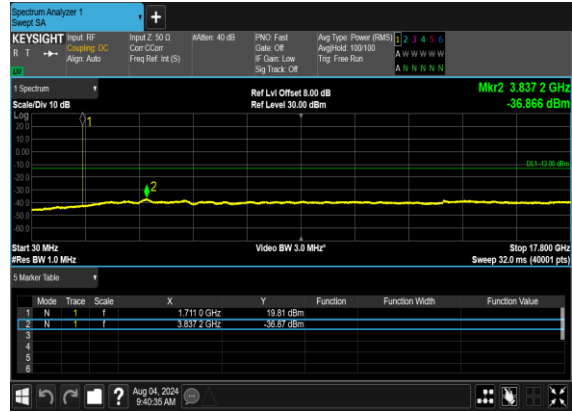 Spectrum Analyzer 1
Swept SA
+
KEYSIGHT Input: RF Input Z: 50 Ω #Atten: 40 dB PNO: Fast Avg Type: Power (RMS) 1 2 3 4 5 6
R T Coupling: DC Corr CCorr Gate: Off Avg|Hold: 100/100 A W W W W W
Align: Auto Freq Ref: Int (S) IF Gain: Low Trig: Free Run
Sig Track: Off A N N N N N
1 Spectrum Ref Lvl Offset 8.00 dB Mkr2 3.837 2 GHz
Scale/Div 10 dB Ref Level 30.00 dBm -36.866 dBm
Log
20.0
10.0
0.00
-10.0
-20.0
-30.0
-40.0
-50.0
-60.0
1
2
DL1 -13.00 dBm
Start 30 MHz Video BW 3.0 MHz* Stop 17.800 GHz
#Res BW 1.0 MHz Sweep 32.0 ms (40001 pts)
5 Marker Table
Mode Trace Scale X Y Function Function Width Function Value
1 N 1 f 1.711 0 GHz 19.81 dBm
2 N 1 f 3.837 2 GHz -36.87 dBm
3
4
5
6
? Aug 04, 2024
9:40:35 AM